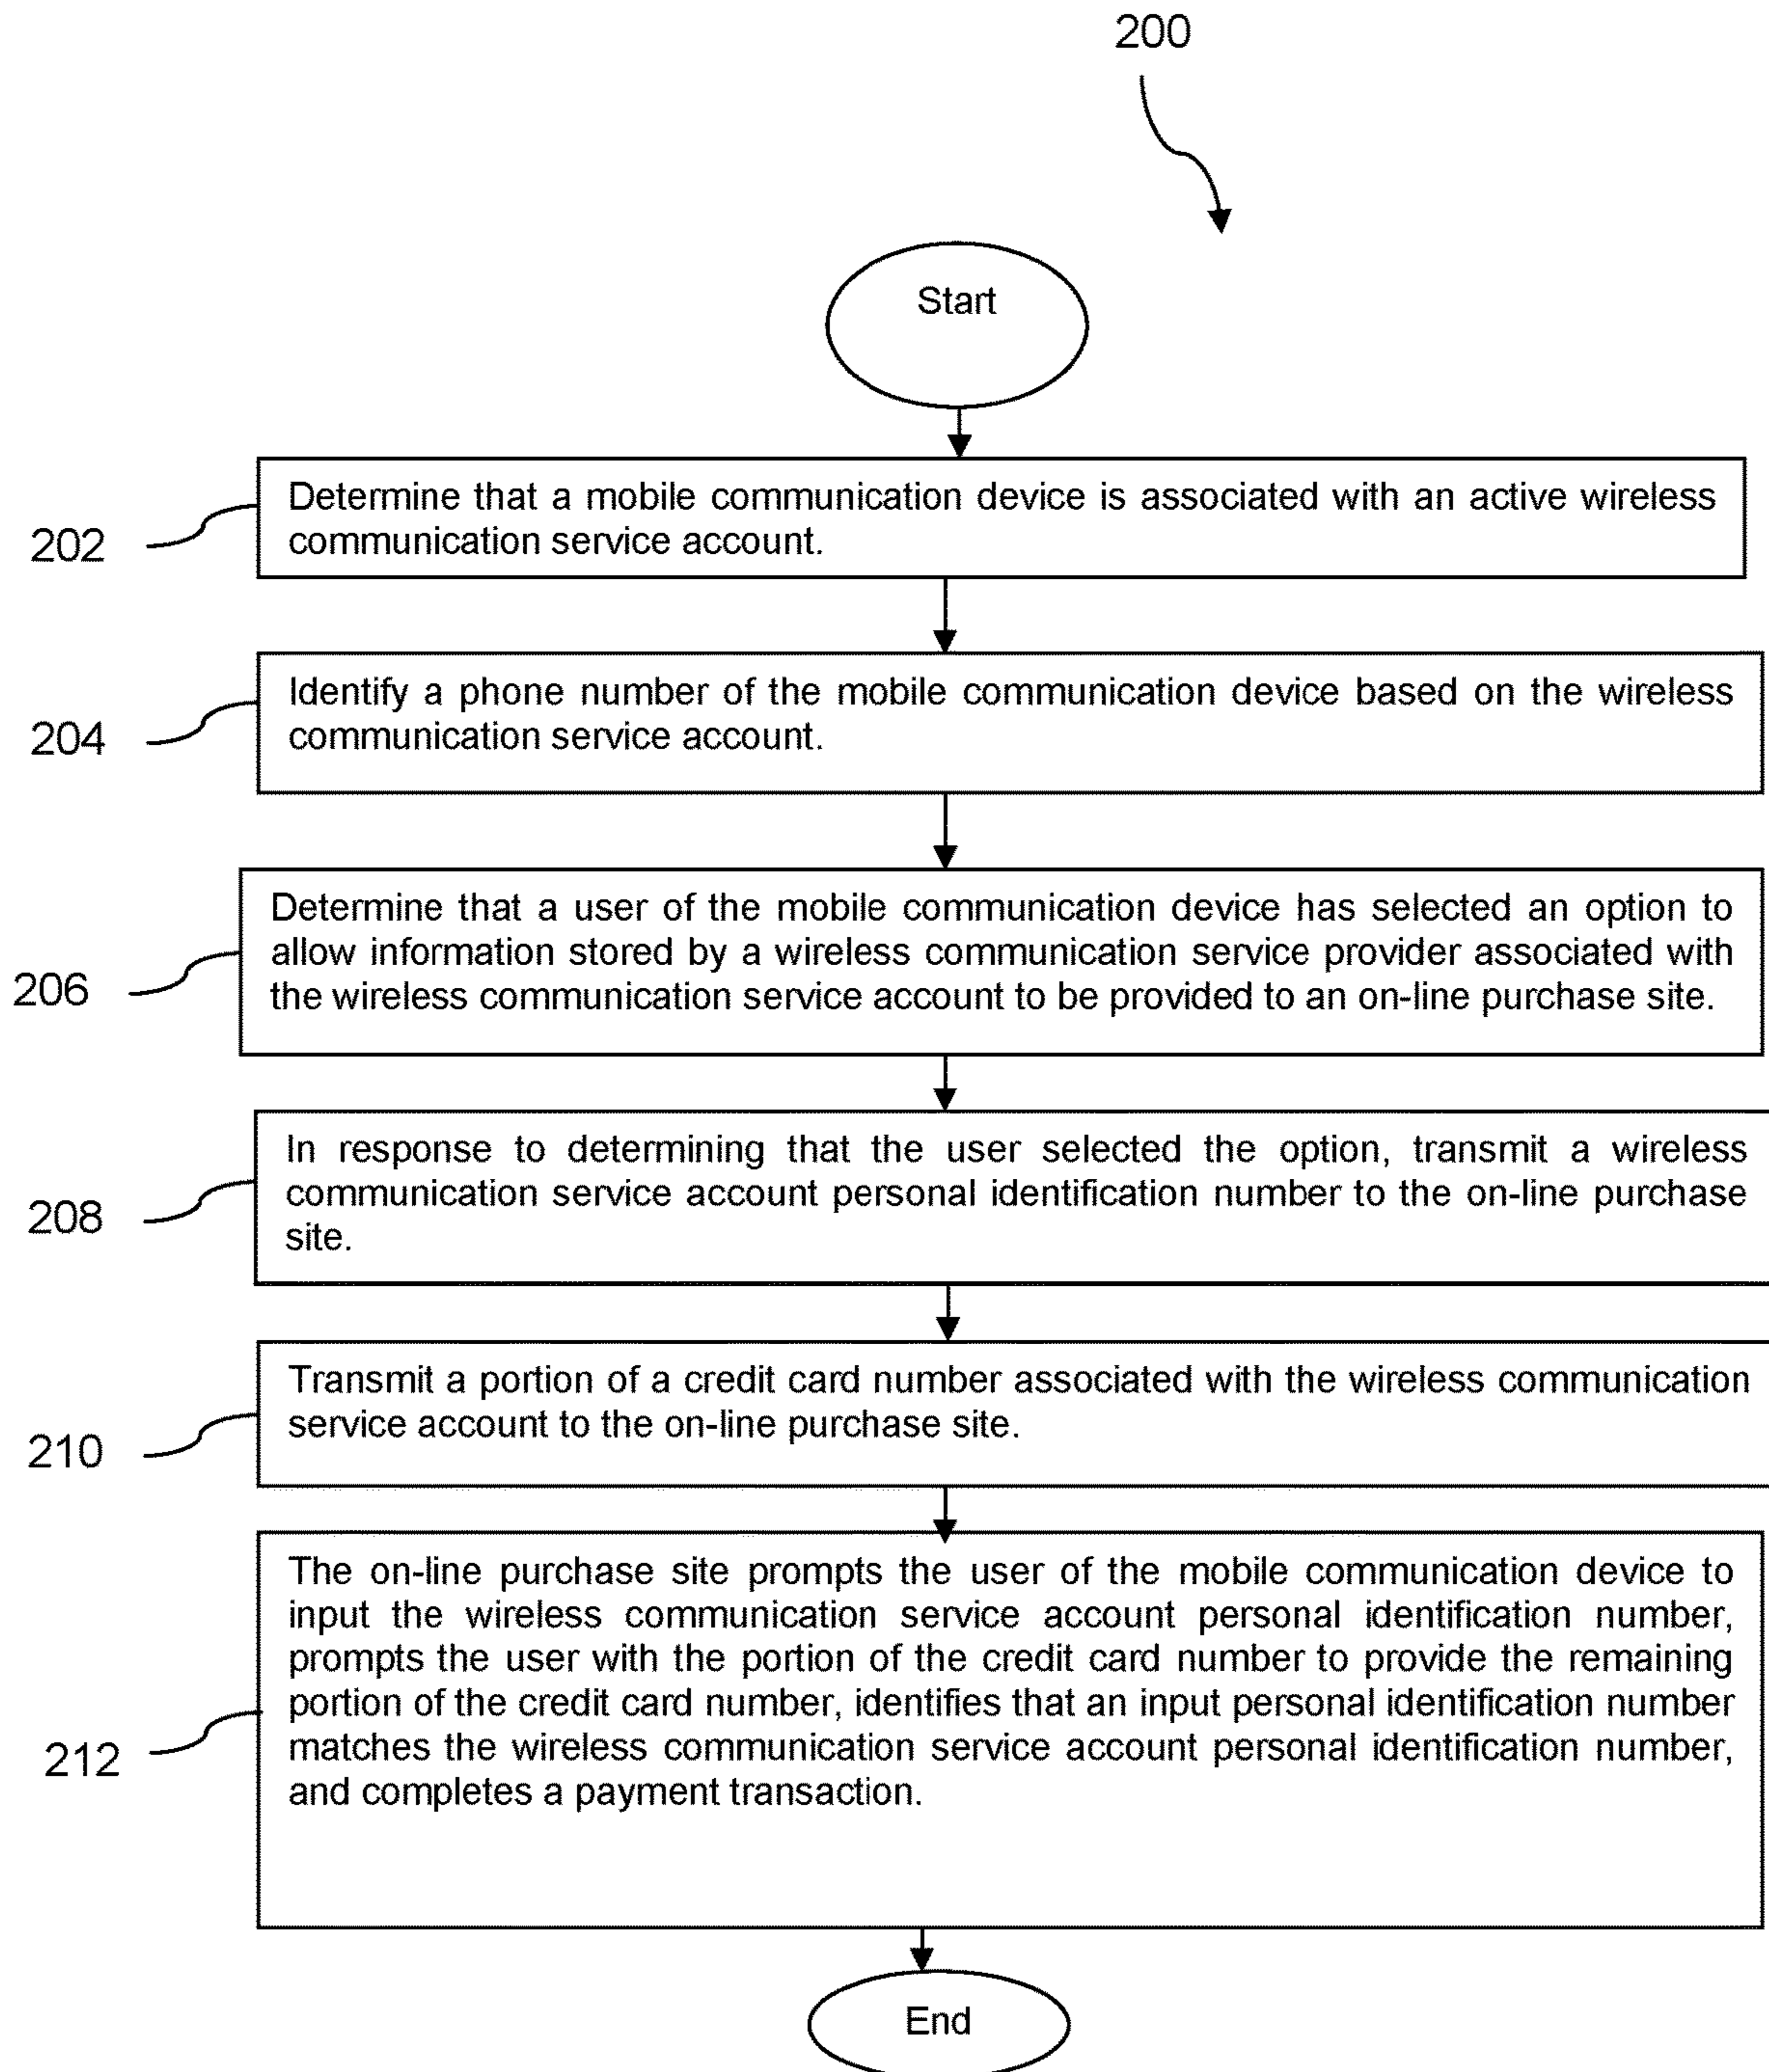 200
Start
202
Determine that a mobile communication device is associated with an active wireless
communication service account.
204
Identify a phone number of the mobile communication device based on the wireless
communication service account.
206
Determine that a user of the mobile communication device has selected an option to
allow information stored by a wireless communication service provider associated with
the wireless communication service account to be provided to an on-line purchase site.
208
In response to determining that the user selected the option, transmit a wireless
communication service account personal identification number to the on-line purchase
site.
210
Transmit a portion of a credit card number associated with the wireless communication
service account to the on-line purchase site.
212
The on-line purchase site prompts the user of the mobile communication device to
input the wireless communication service account personal identification number,
prompts the user with the portion of the credit card number to provide the remaining
portion of the credit card number, identifies that an input personal identification number
matches the wireless communication service account personal identification number,
and completes a payment transaction.
End